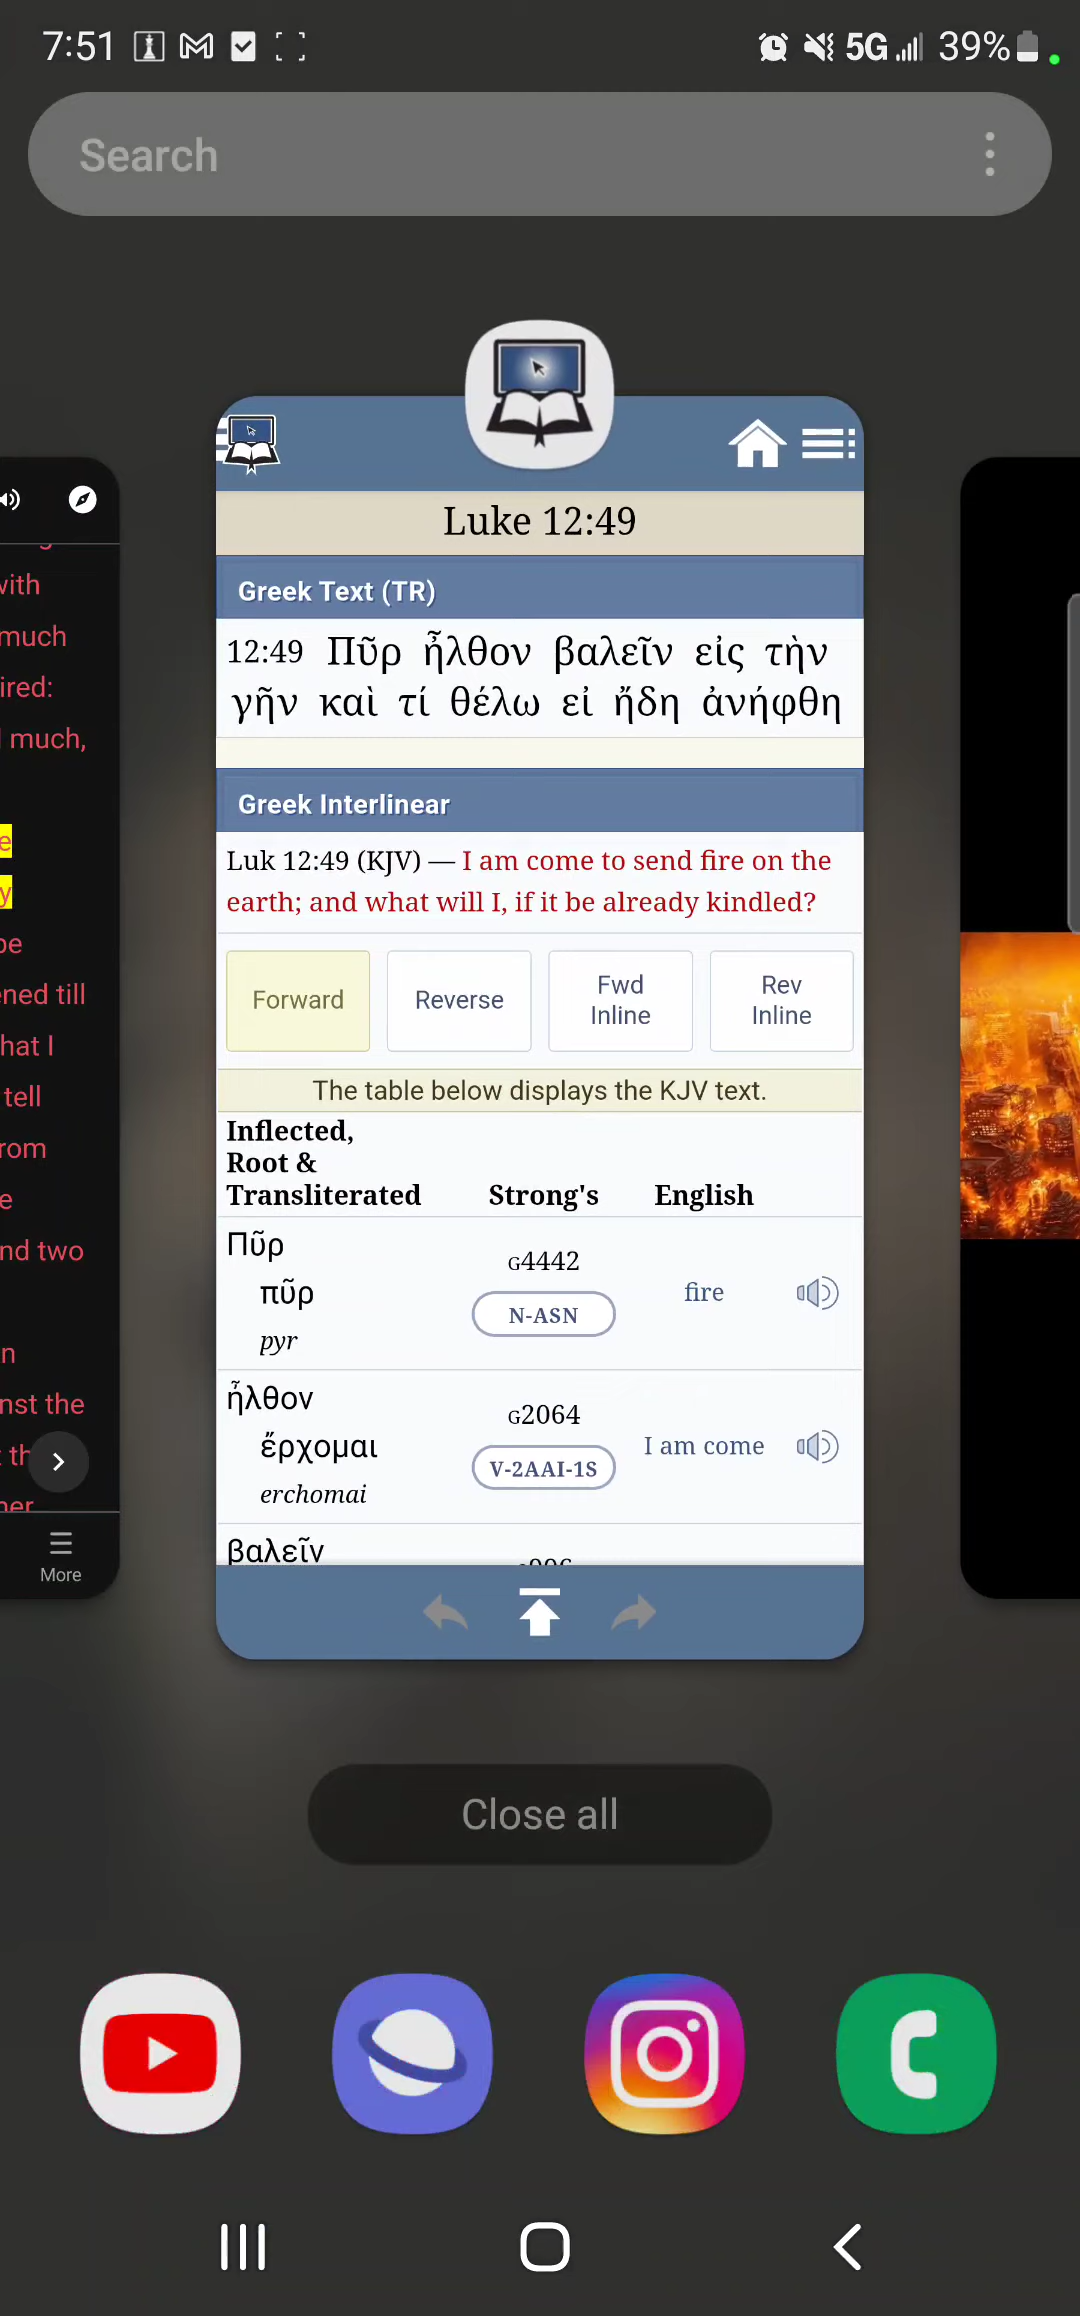 7:51
5G
39%
Search
with
much
ired:
much,
e
y
be
ened till
hat I
tell
rom
e
nd two
n
nst the
t th
her
More
Luke 12:49
Greek Text (TR)
12:49 Πῦρ ἦλθον βαλεῖν εἰς τὴν
γῆν καὶ τί θέλω εἰ ἤδη ἀνήφθη
Greek Interlinear
Luk 12:49 (KJV) — I am come to send fire on the
earth; and what will I, if it be already kindled?
Forward
Reverse
Fwd
Inline
Rev
Inline
The table below displays the KJV text.
Inflected,
Root &
Transliterated
Strong's
English
Πῦρ
πῦρ
pyr
G4442
N-ASN
fire
ἦλθον
ἔρχομαι
erchomai
G2064
V-2AAI-1S
I am come
βαλεῖν
Close all